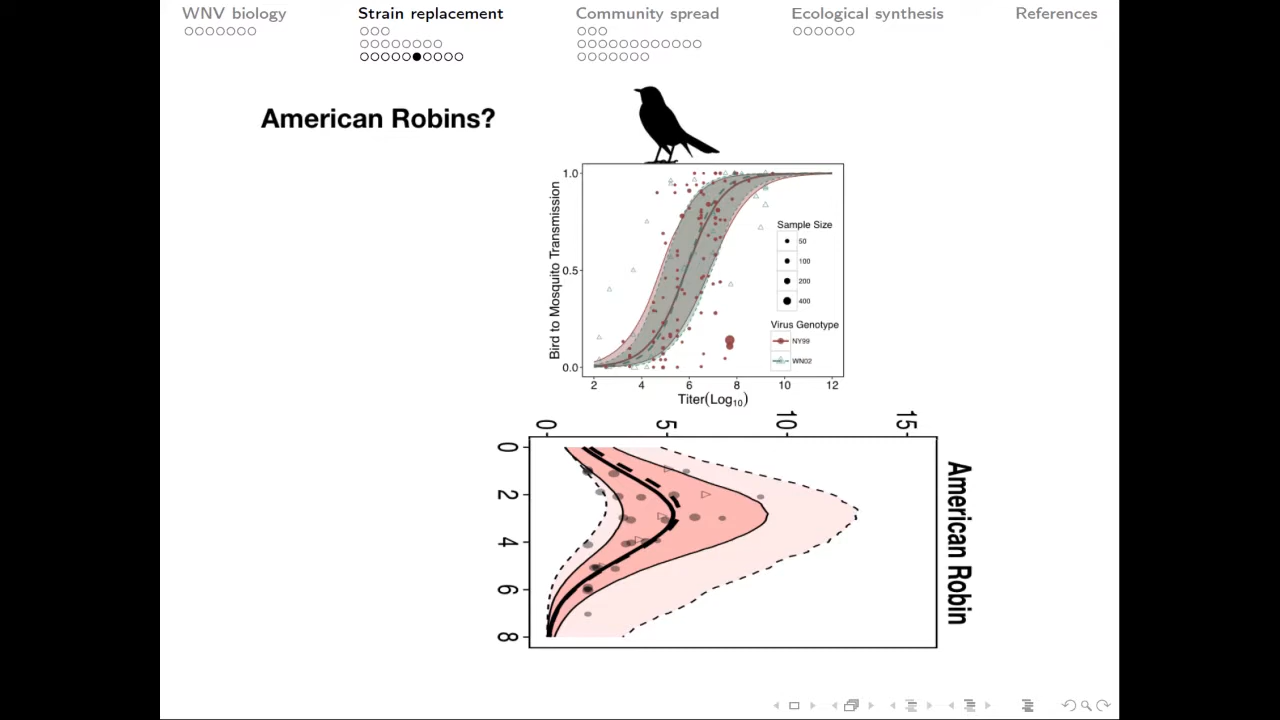 WNV biology Strain replacement Community spread Ecological synthesis References
American Robins?
Bird to Mosquito Transmission
1.0
0.5
0.0
2 4 6 8 10 12
Titer(Log10)
Sample Size
50
100
200
400
Virus Genotype
NY99
WN02
0 5 10 15
0
2
4
6
8
American Robin